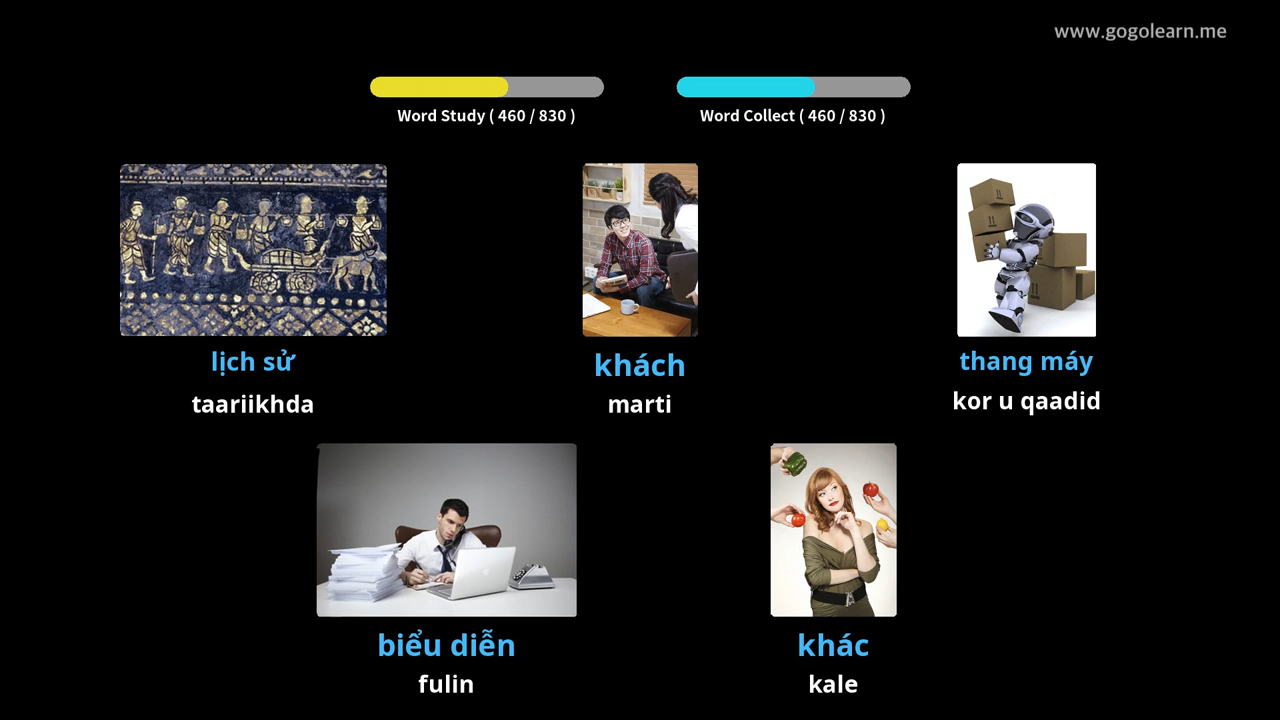 www.gogolearn.me
Word Study ( 460 / 830 )
Word Collect ( 460 / 830 )
lịch sử
taariikhda
khách
marti
thang máy
kor u qaadid
biểu diễn
fulin
khác
kale